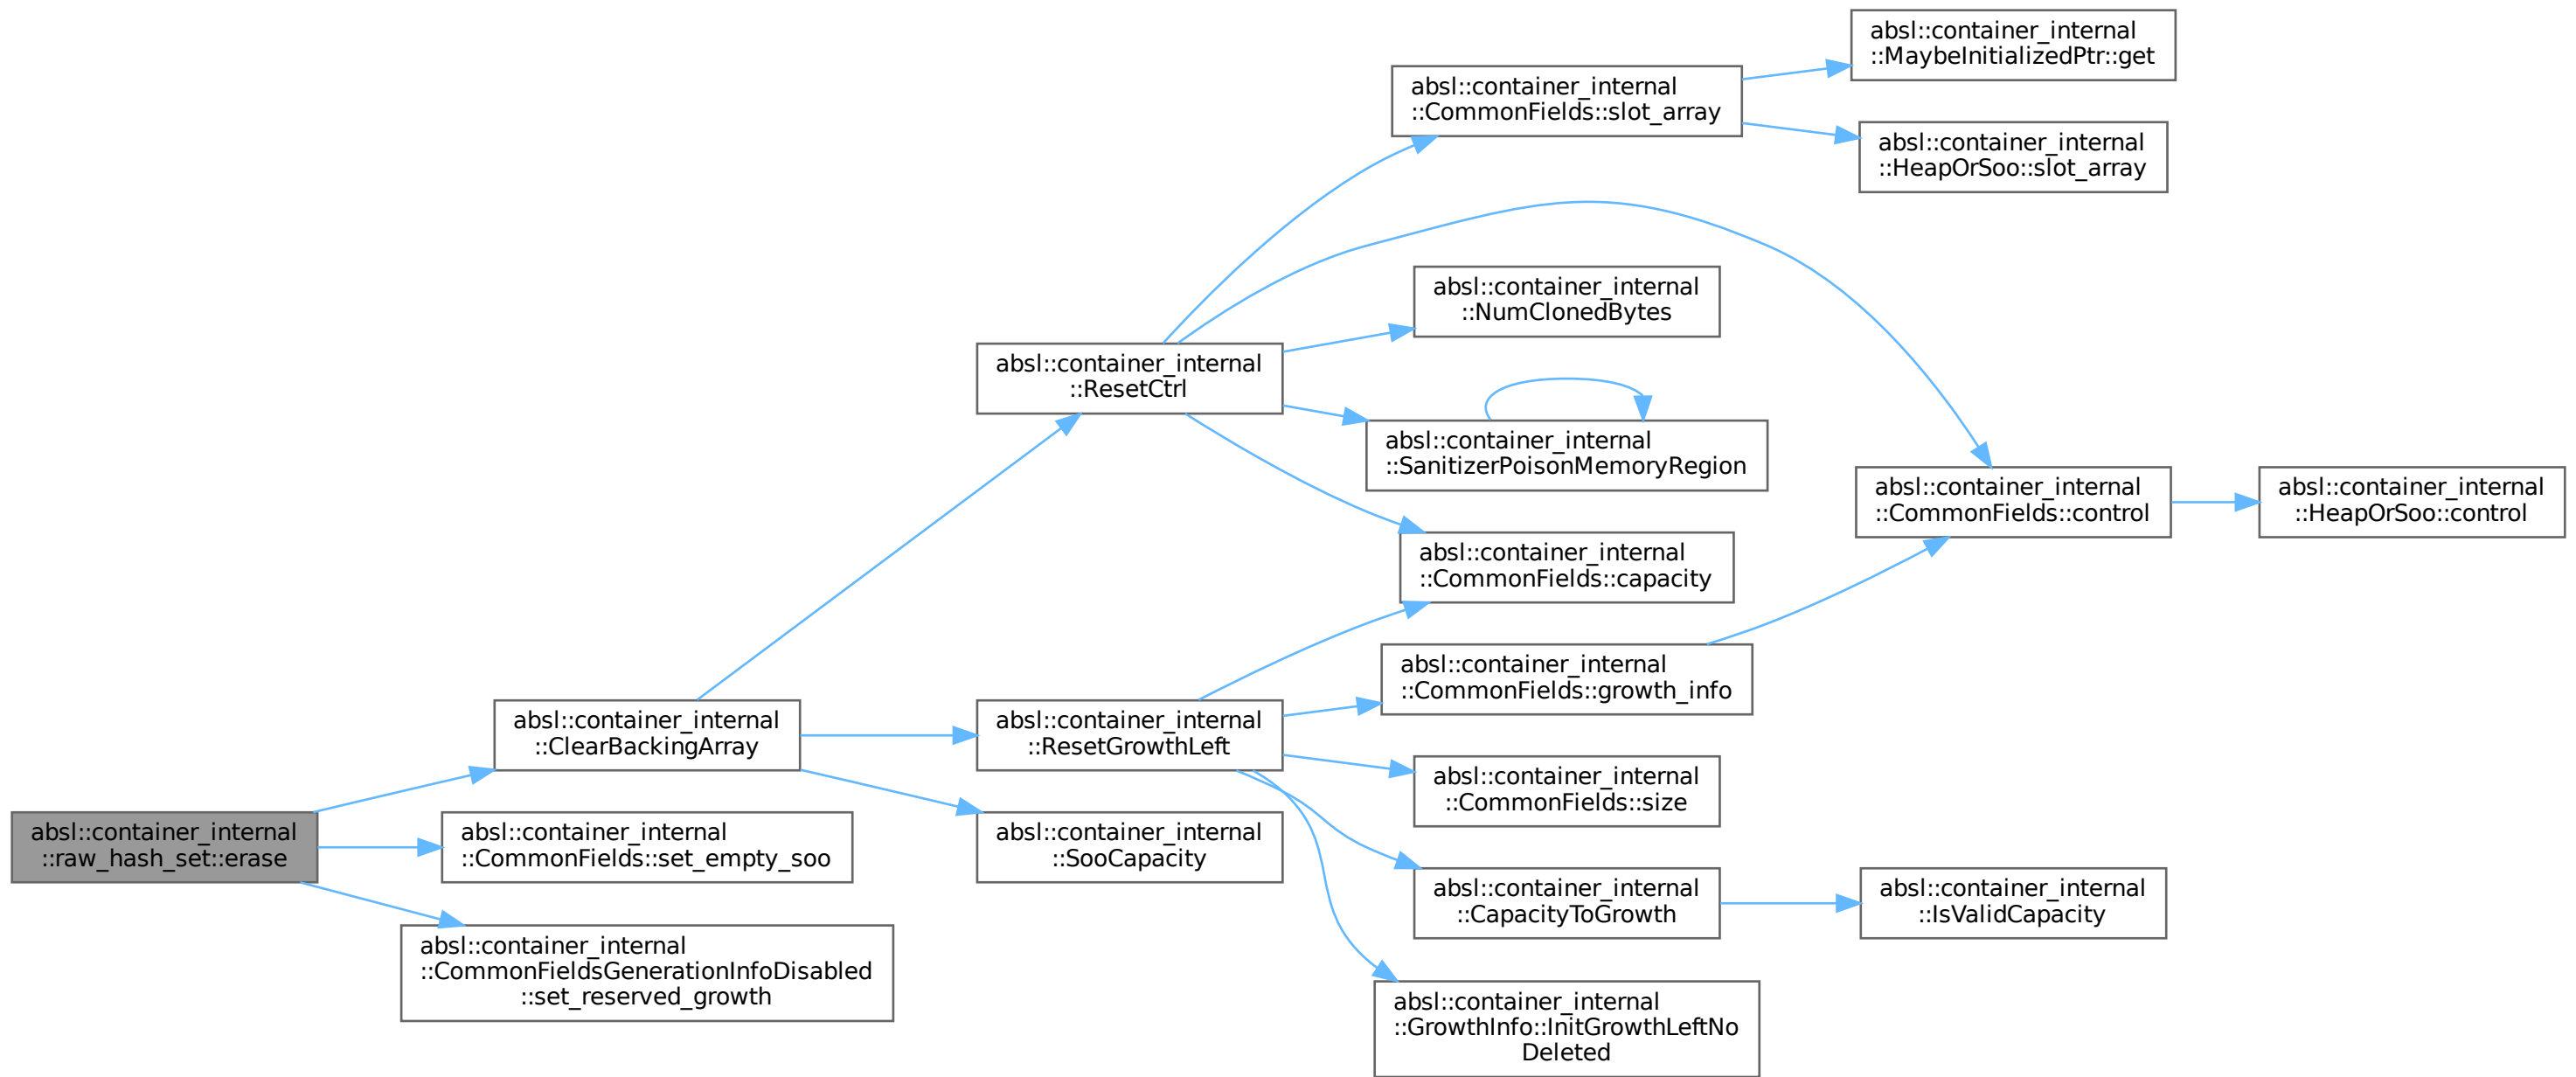 absl::container_internal
::raw_hash_set::erase
absl::container_internal
::ClearBackingArray
absl::container_internal
::CommonFields::set_empty_soo
absl::container_internal
::CommonFieldsGenerationInfoDisabled
::set_reserved_growth
absl::container_internal
::ResetCtrl
absl::container_internal
::ResetGrowthLeft
absl::container_internal
::SooCapacity
absl::container_internal
::CommonFields::slot_array
absl::container_internal
::NumClonedBytes
absl::container_internal
::SanitizerPoisonMemoryRegion
absl::container_internal
::CommonFields::capacity
absl::container_internal
::CommonFields::growth_info
absl::container_internal
::CommonFields::size
absl::container_internal
::CapacityToGrowth
absl::container_internal
::GrowthInfo::InitGrowthLeftNo
Deleted
absl::container_internal
::MaybeInitializedPtr::get
absl::container_internal
::HeapOrSoo::slot_array
absl::container_internal
::CommonFields::control
absl::container_internal
::IsValidCapacity
absl::container_internal
::HeapOrSoo::control